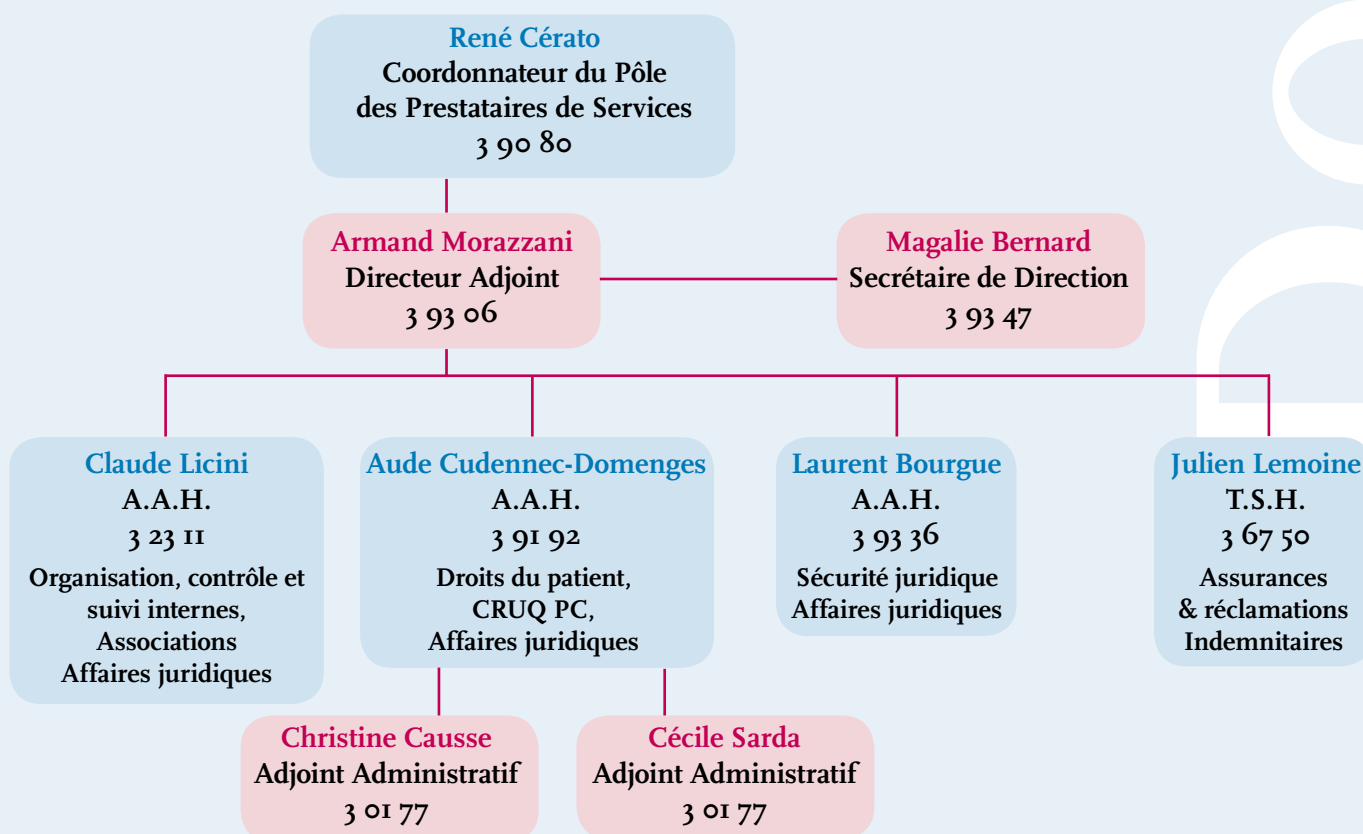 René Cérato
Coordonnateur du Pôle
des Prestataires de Services
3 90 80
Armand Morazzani
Directeur Adjoint
3 93 06
Magalie Bernard
Secrétaire de Direction
3 93 47
Claude Licini
A.A.H.
3 23 11
Organisation, contrôle et
suivi internes,
Associations
Affaires juridiques
Aude Cudennec-Domenges
A.A.H.
3 91 92
Droits du patient,
CRUQ PC,
Affaires juridiques
Laurent Bourgue
A.A.H.
3 93 36
Sécurité juridique
Affaires juridiques
Julien Lemoine
T.S.H.
3 67 50
Assurances
& réclamations
Indemnitaires
Christine Causse
Adjoint Administratif
3 01 77
Cécile Sarda
Adjoint Administratif
3 01 77